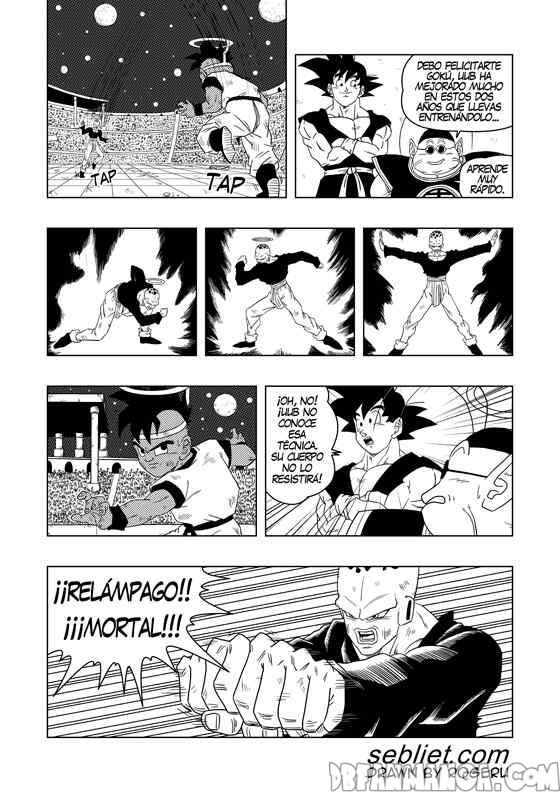 DEBO FELICITARTE
GOKÚ, UUB HA
MEJORADO MUCHO
EN ESTOS DOS
AÑOS QUE LLEVAS
ENTRENÁNDOLO...
APRENDE
MUY
RÁPIDO.
TAP
TAP
¡OH, NO!
¡UUB NO
CONOCE
ESA
TÉCNICA.
SU CUERPO
NO LO
RESISTIRÁ!
¡¡RELÁMPAGO!!
¡¡¡MORTAL!!!
sebliet.com
DRAWN BY ROGERU
DBFANMANGA.COM